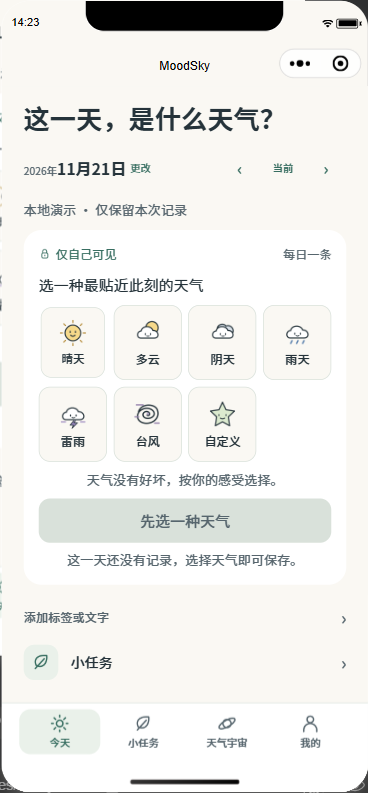 14:23
MoodSky
这一天，是什么天气？
2026年11月21日 更改 ‹ 当前 ›
本地演示 · 仅保留本次记录
仅自己可见 每日一条
选一种最贴近此刻的天气
晴天 多云 阴天 雨天
雷雨 台风 自定义
天气没有好坏，按你的感受选择。
先选一种天气
这一天还没有记录，选择天气即可保存。
添加标签或文字 ›
小任务 ›
今天 小任务 天气宇宙 我的